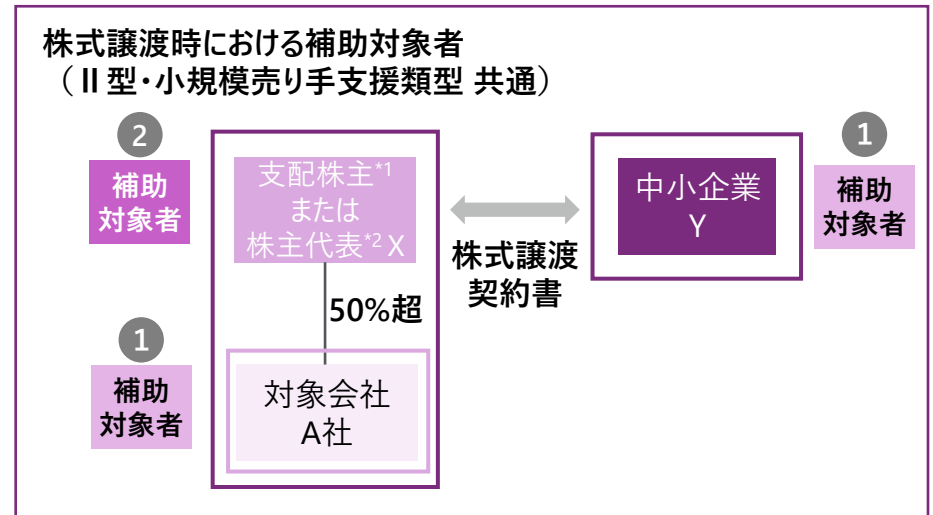 株式譲渡時における補助対象者
（Ⅱ型・小規模売り手支援類型 共通）
2
補助
対象者
支配株主*1
または
株主代表*2 X
株式譲渡
契約書
中小企業
Y
1
補助
対象者
50%超
1
補助
対象者
対象会社
A社